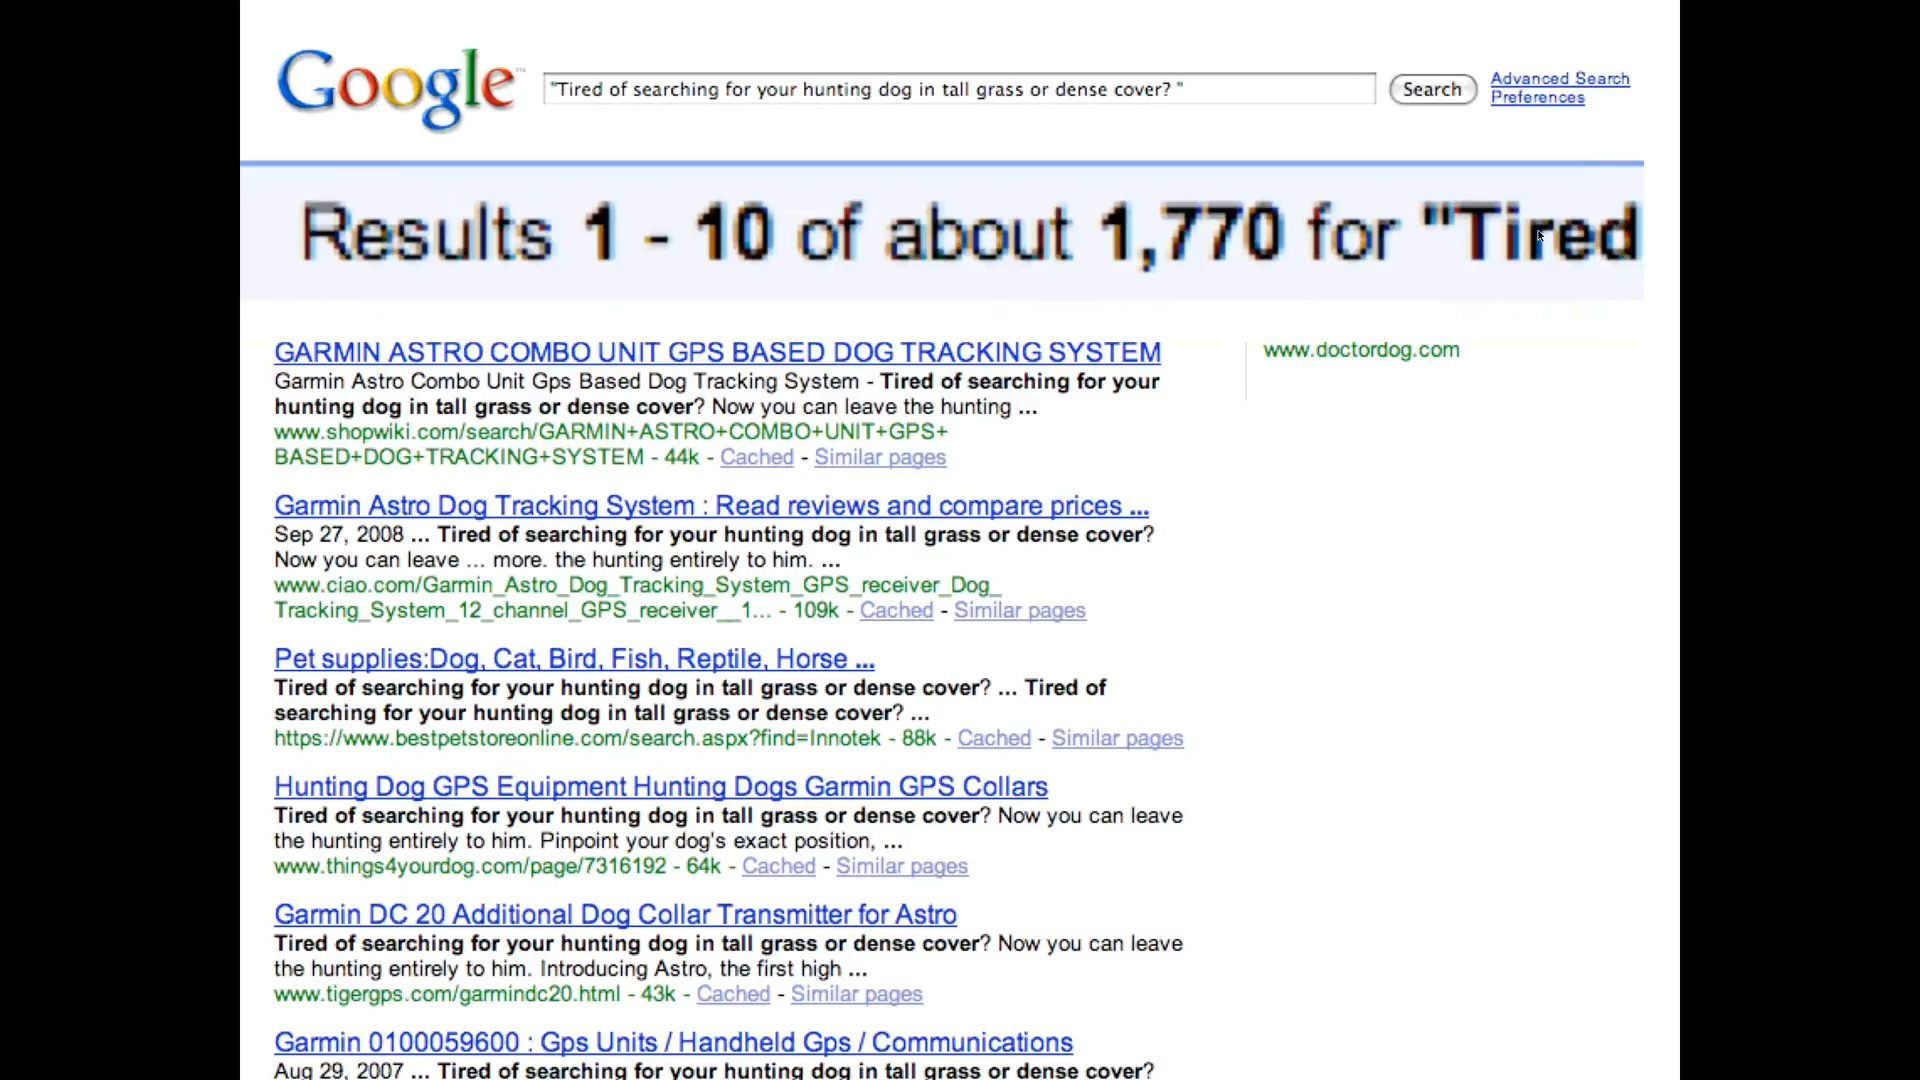 Google™
"Tired of searching for your hunting dog in tall grass or dense cover? "
Search
Advanced Search
Preferences
Results 1 - 10 of about 1,770 for "Tired
GARMIN ASTRO COMBO UNIT GPS BASED DOG TRACKING SYSTEM
Garmin Astro Combo Unit Gps Based Dog Tracking System - Tired of searching for your
hunting dog in tall grass or dense cover? Now you can leave the hunting ...
www.shopwiki.com/search/GARMIN+ASTRO+COMBO+UNIT+GPS+
BASED+DOG+TRACKING+SYSTEM - 44k - Cached - Similar pages
www.doctordog.com
Garmin Astro Dog Tracking System : Read reviews and compare prices ...
Sep 27, 2008 ... Tired of searching for your hunting dog in tall grass or dense cover?
Now you can leave ... more. the hunting entirely to him. ...
www.ciao.com/Garmin_Astro_Dog_Tracking_System_GPS_receiver_Dog_
Tracking_System_12_channel_GPS_receiver__1... - 109k - Cached - Similar pages
Pet supplies:Dog, Cat, Bird, Fish, Reptile, Horse ...
Tired of searching for your hunting dog in tall grass or dense cover? ... Tired of
searching for your hunting dog in tall grass or dense cover? ...
https://www.bestpetstoreonline.com/search.aspx?find=Innotek - 88k - Cached - Similar pages
Hunting Dog GPS Equipment Hunting Dogs Garmin GPS Collars
Tired of searching for your hunting dog in tall grass or dense cover? Now you can leave
the hunting entirely to him. Pinpoint your dog's exact position, ...
www.things4yourdog.com/page/7316192 - 64k - Cached - Similar pages
Garmin DC 20 Additional Dog Collar Transmitter for Astro
Tired of searching for your hunting dog in tall grass or dense cover? Now you can leave
the hunting entirely to him. Introducing Astro, the first high ...
www.tigergps.com/garmindc20.html - 43k - Cached - Similar pages
Garmin 0100059600 : Gps Units / Handheld Gps / Communications
Aug 29, 2007 ... Tired of searching for your hunting dog in tall grass or dense cover?